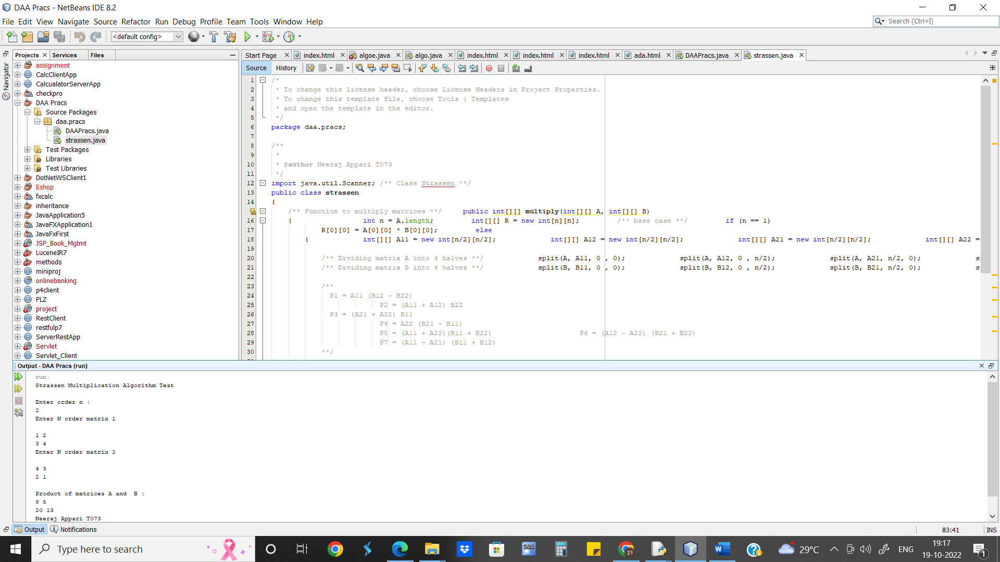 DAA Pracs - NetBeans IDE 8.2
File Edit View Navigate Source Refactor Run Debug Profile Team Tools Window Help
Search (Ctrl+I)
<default config>
Projects Services Files
Start Page index.html algoe.java algo.java index.html index.html index.html ada.html DAAPracs.java strassen.java
Source History
Navigator
assignment
CalcClientApp
CalcualatorServerApp
checkpro
DAA Pracs
Source Packages
daa.pracs
DAAPracs.java
strassen.java
Test Packages
Libraries
Test Libraries
DotNetWSClient1
Eshop
fxcalc
inheritance
JavaApplication5
JavaFXApplication1
JavaFxFirst
JSP_Book_Mgtmt
LuceneIR7
methods
miniproj
onlinebanking
p4client
PLZ
project
RestClient
restfulp7
ServerRestApp
Servlet
Servlet_Client
1 /*
2 * To change this license header, choose License Headers in Project Properties.
3 * To change this template file, choose Tools | Templates
4 * and open the template in the editor.
5 */
6 package daa.pracs;
7
8 /**
9 *
10 * @author Neeraj Appari T073
11 */
12 import java.util.Scanner; /** Class Strassen **/
13 public class strassen
14 {
/** Function to multiply matrices **/ public int[][] multiply(int[][] A, int[][] B)
16 { int n = A.length; int[][] R = new int[n][n]; /** base case **/ if (n == 1)
17 R[0][0] = A[0][0] * B[0][0]; else
18 { int[][] A11 = new int[n/2][n/2]; int[][] A12 = new int[n/2][n/2]; int[][] A21 = new int[n/2][n/2]; int[][] A22 =
19
20 /** Dividing matrix A into 4 halves **/ split(A, A11, 0 , 0); split(A, A12, 0 , n/2); split(A, A21, n/2, 0); s
21 /** Dividing matrix B into 4 halves **/ split(B, B11, 0 , 0); split(B, B12, 0 , n/2); split(B, B21, n/2, 0); s
22
23 /**
24 P1 = A11 (B12 - B22)
25 P2 = (A11 + A12) B22
26 P3 = (A21 + A22) B11
27 P4 = A22 (B21 - B11)
28 P5 = (A11 + A22)(B11 + B22) P6 = (A12 - A22) (B21 + B22)
29 P7 = (A11 - A21) (B11 + B12)
30 **/
Output - DAA Pracs (run)
run:
Strassen Multiplication Algorithm Test
Enter order n :
2
Enter N order matrix 1
1 2
3 4
Enter N order matrix 2
4 3
2 1
Product of matrices A and  B :
8 5
20 13
Neeraj Appari T073
Output Notifications
83:41 INS
Type here to search
sas
21
29°C
ENG
19:17
19-10-2022
1